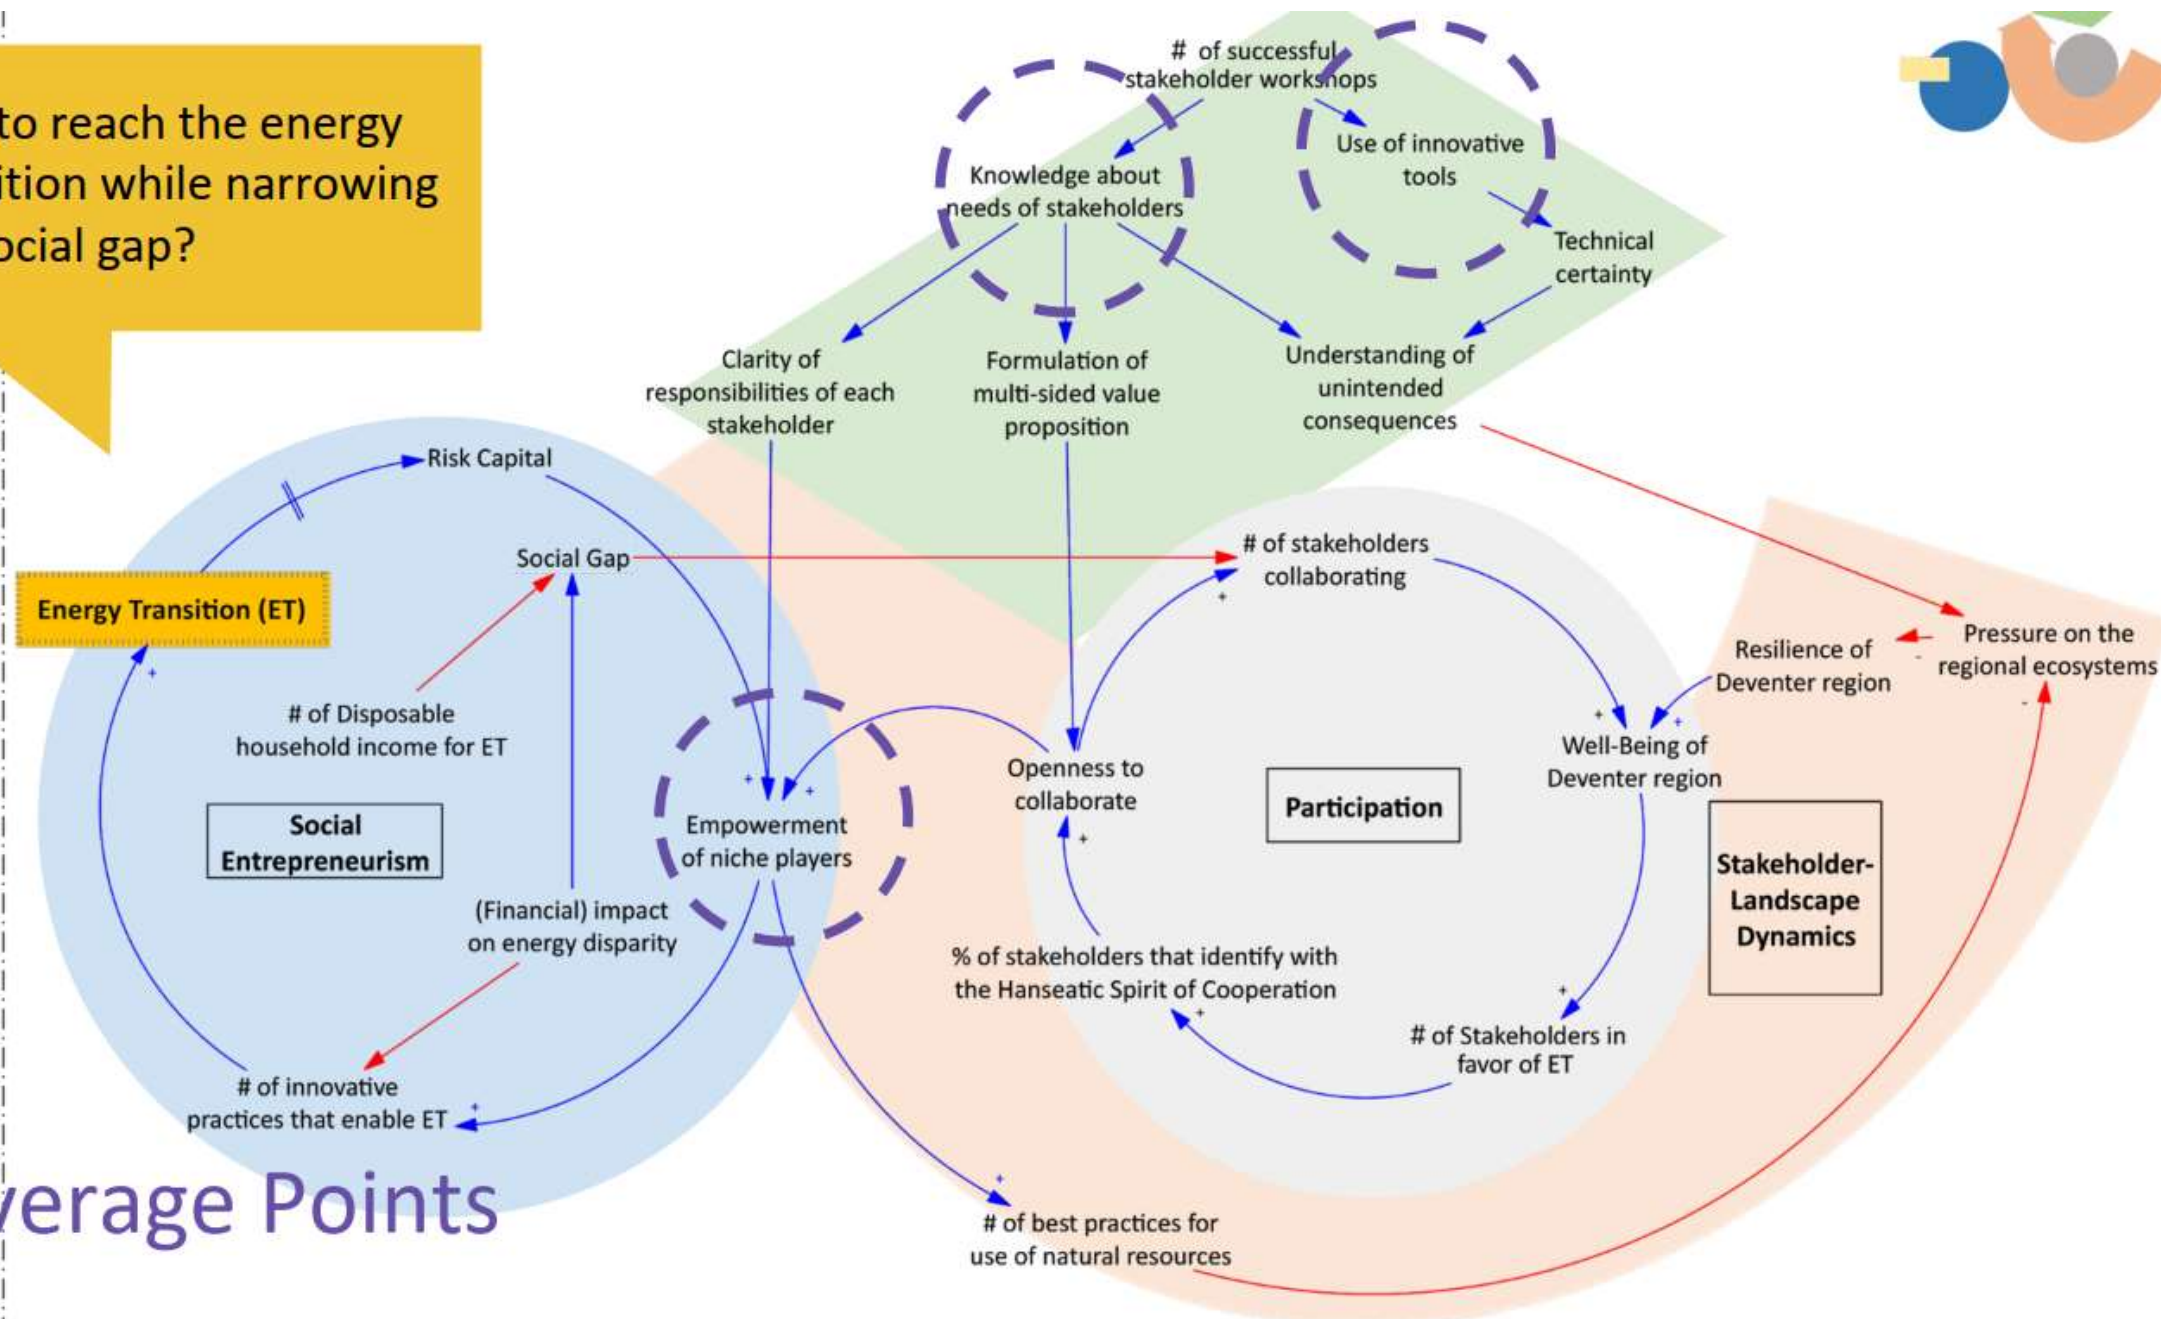 to reach the energy
ition while narrowing
ocial gap?
# of successful
stakeholder workshops
Use of innovative
tools
Knowledge about
needs of stakeholders
Technical
certainty
Clarity of
responsibilities of each
stakeholder
Formulation of
multi-sided value
proposition
Understanding of
unintended
consequences
Risk Capital
Social Gap
# of stakeholders
collaborating
Energy Transition (ET)
+
+
# of Disposable
household income for ET
Resilience of
Deventer region
-
Pressure on the
regional ecosystems
-
+
+
Well-Being of
Deventer region
Openness to
collaborate
+
+
+
Participation
Social
Entrepreneurism
Empowerment
of niche players
Stakeholder-
Landscape
Dynamics
(Financial) impact
on energy disparity
% of stakeholders that identify with
the Hanseatic Spirit of Cooperation
+
+
# of Stakeholders in
favor of ET
# of innovative
practices that enable ET
+
verage Points
+
# of best practices for
use of natural resources